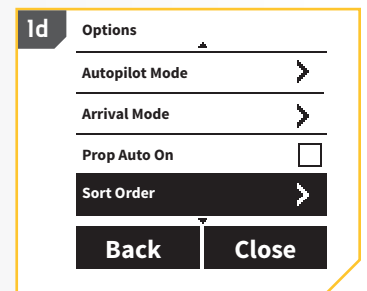 1d
Options
Autopilot Mode
Arrival Mode
Prop Auto On
Sort Order
Back Close